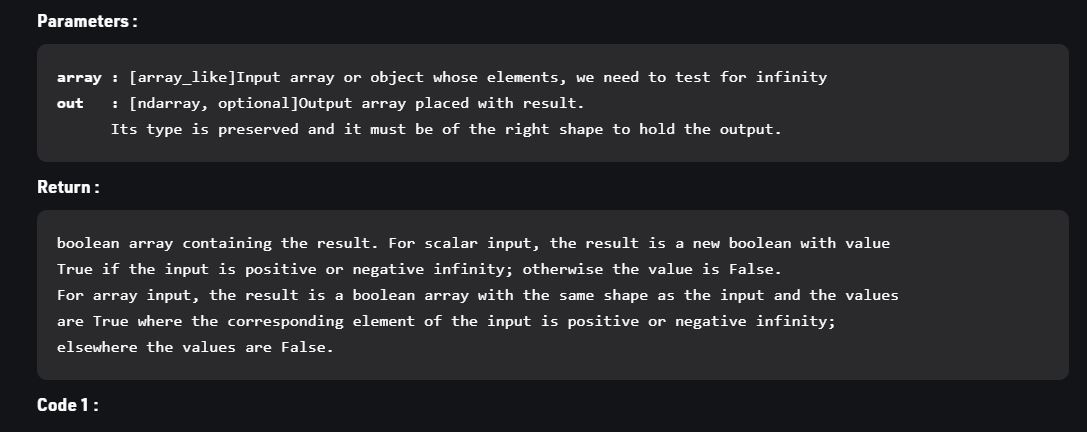 Parameters :
array : [array_like]Input array or object whose elements, we need to test for infinity
out   : [ndarray, optional]Output array placed with result.
Its type is preserved and it must be of the right shape to hold the output.
Return :
boolean array containing the result. For scalar input, the result is a new boolean with value
True if the input is positive or negative infinity; otherwise the value is False.
For array input, the result is a boolean array with the same shape as the input and the values
are True where the corresponding element of the input is positive or negative infinity;
elsewhere the values are False.
Code 1 :